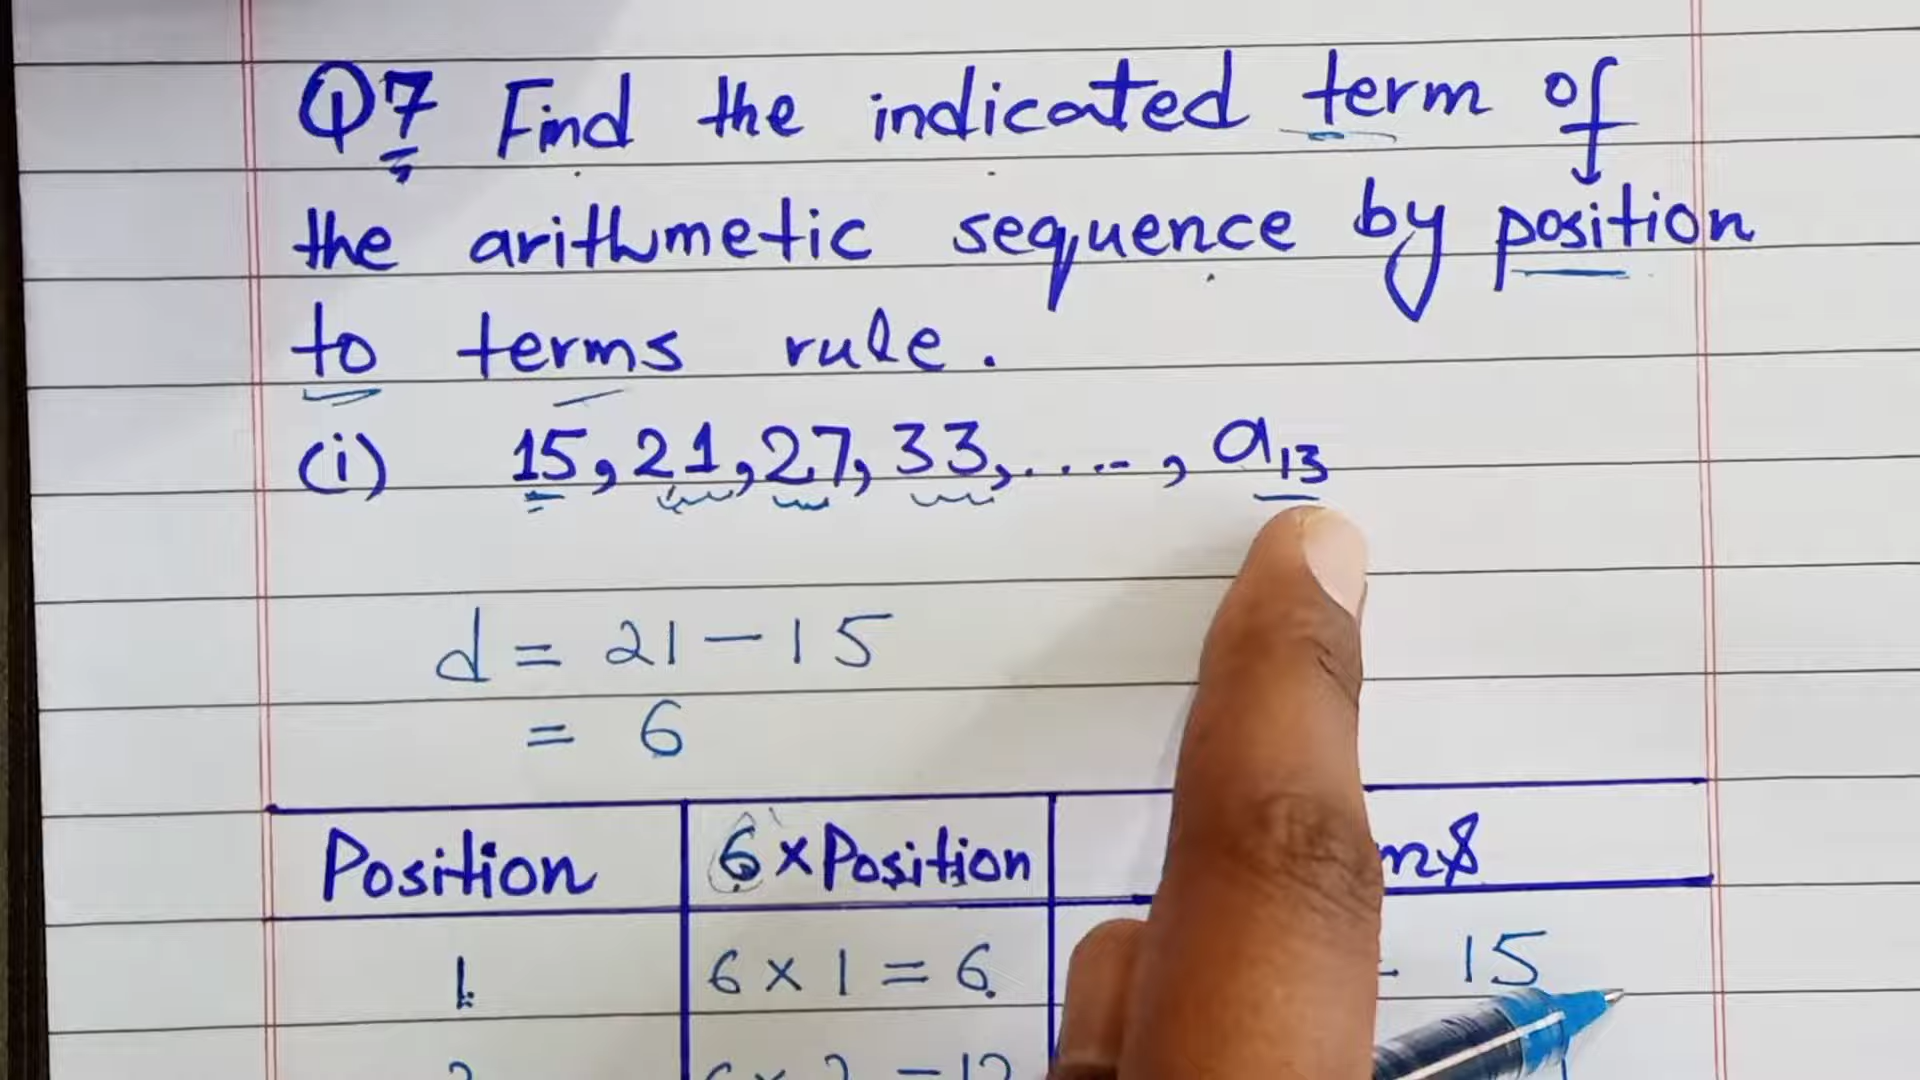 Q7 Find the indicated term of
the arithmetic sequence by position
to terms rule.
(i) 15, 21, 27, 33, ...., a₁₃
d = 21 - 15
= 6
Position 6×Position
1 6 × 1 = 6 15